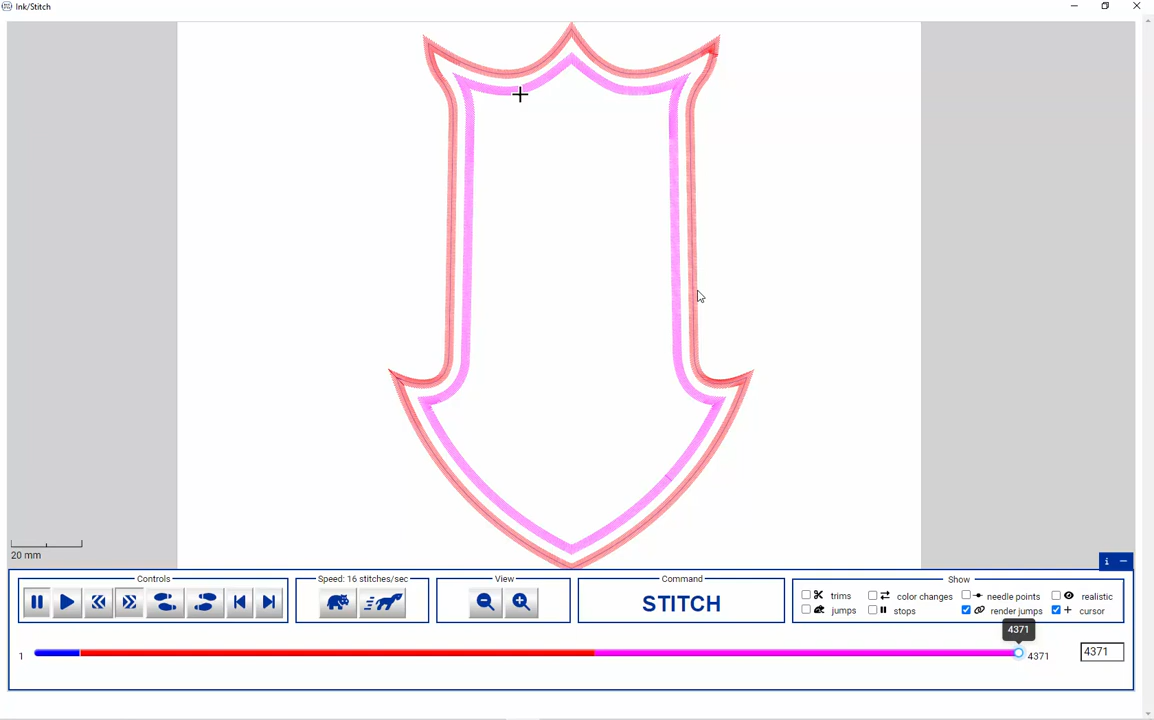 Ink/Stitch
20 mm
i
Controls
Speed: 16 stitches/sec
View
Command
STITCH
Show
trims
color changes
needle points
realistic
jumps
stops
render jumps
cursor
4371
1
4371
4371